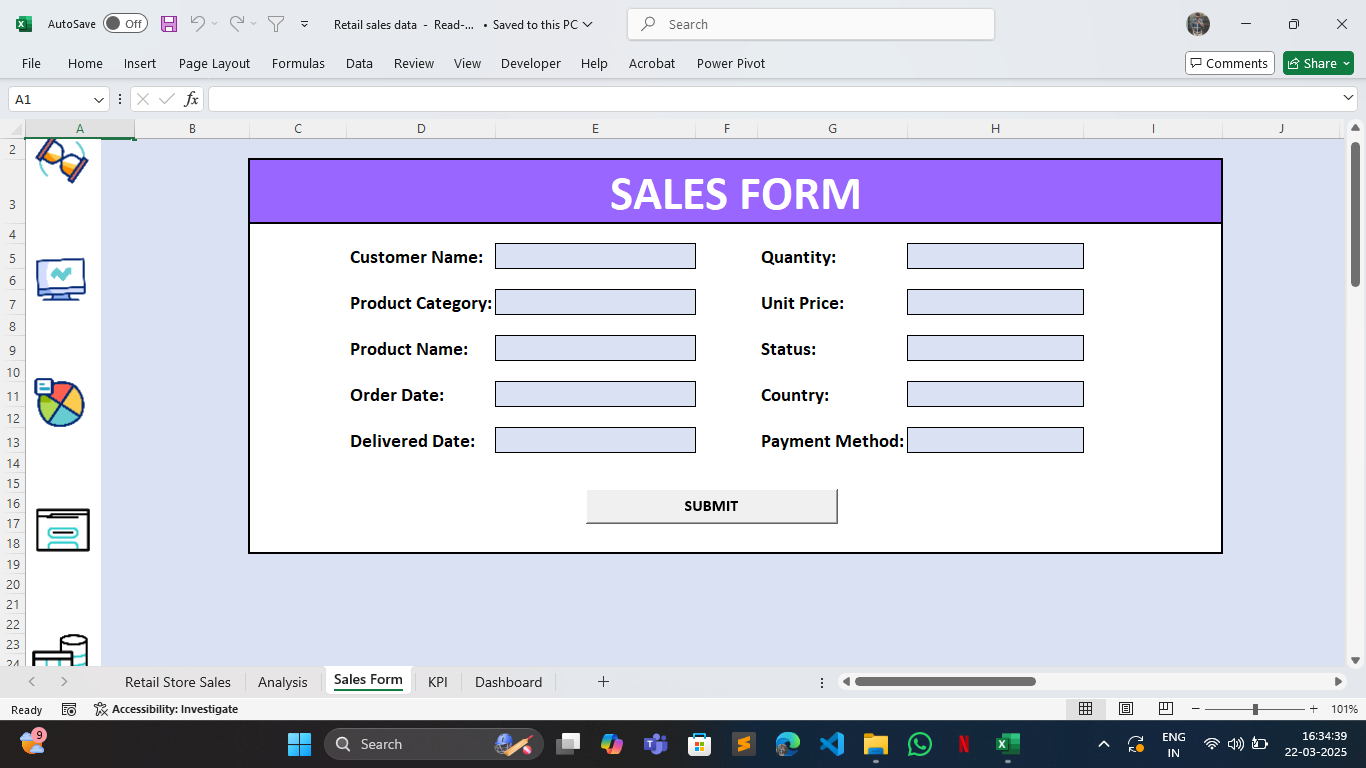 AutoSave Off Retail sales data - Read-... • Saved to this PC Search
File Home Insert Page Layout Formulas Data Review View Developer Help Acrobat Power Pivot Comments Share
A1 fx
A B C D E F G H I J
2
3 SALES FORM
4
5 Customer Name: Quantity:
6
7 Product Category: Unit Price:
8
9 Product Name: Status:
10
11 Order Date: Country:
12
13 Delivered Date: Payment Method:
14
15
16 SUBMIT
17
18
19
20
21
22
23
24
Retail Store Sales Analysis Sales Form KPI Dashboard
Ready Accessibility: Investigate 101%
9 Search ENG 16:34:39
IN 22-03-2025